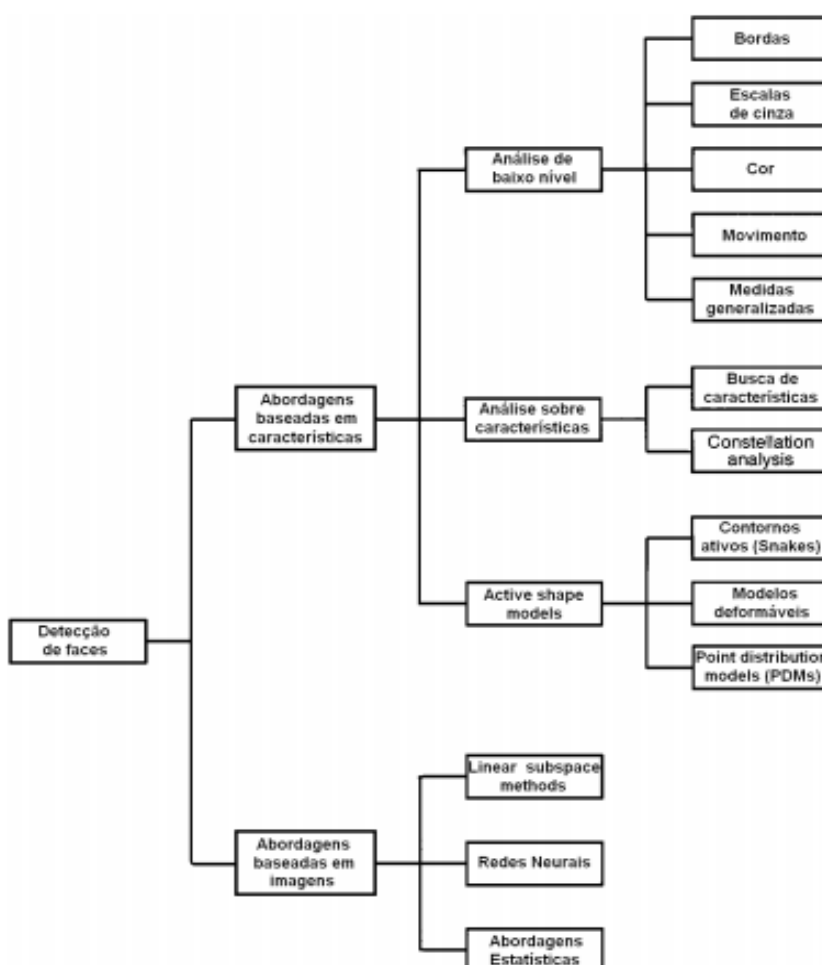 Bordas
Escalas
de cinza
Análise de
baixo nível
Cor
Movimento
Medidas
generalizadas
Abordagens
baseadas em
características
Busca de
características
Análise sobre
características
Constellation
analysis
Contornos
ativos (Snakes)
Active shape
models
Modelos
deformáveis
Point distribution
models (PDMs)
Detecção
de faces
Linear subspace
methods
Abordagens
baseadas em
imagens
Redes Neurais
Abordagens
Estatísticas